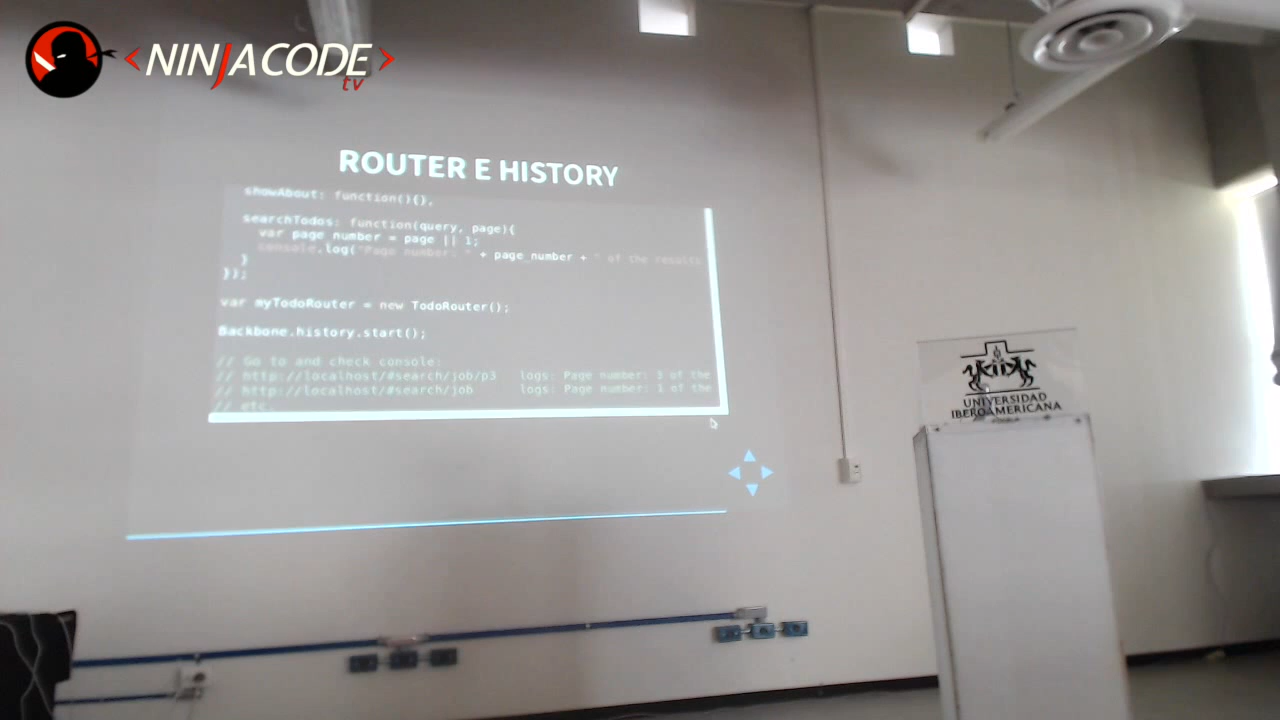 <NINJACODE>
tv
ROUTER E HISTORY
showAbout: function(){},
searchTodos: function(query, page){
var page_number = page || 1;
console.log("Page number: " + page_number + " of the results
}
});
var myTodoRouter = new TodoRouter();
Backbone.history.start();
// Go to and check console:
// http://localhost/#search/job/p3 logs: Page number: 3 of the
// http://localhost/#search/job logs: Page number: 1 of the
// etc.
UNIVERSIDAD
IBEROAMERICANA